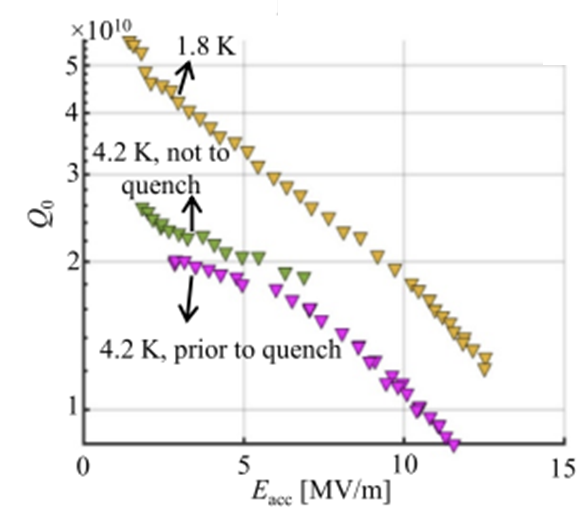 ×10¹⁰
1.8 K
5
4
4.2 K, not to
quench
3
Q₀
2
4.2 K, prior to quench
1
0 5 10 15
Eacc [MV/m]